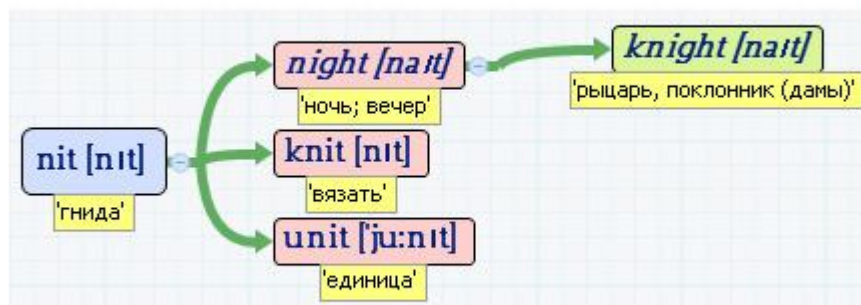 night [naɪt]
'ночь; вечер'
knight [naɪt]
'рыцарь, поклонник (дамы)'
nit [nɪt]
'гнида'
knit [nɪt]
'вязать'
unit ['ju:nɪt]
'единица'